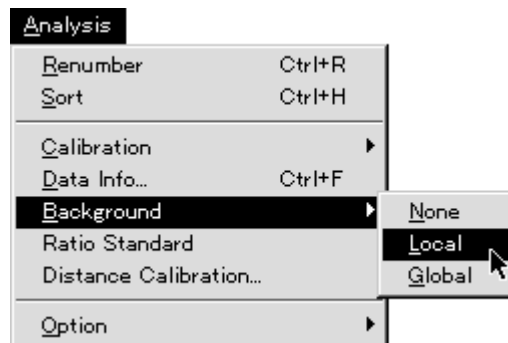 Analysis
Renumber Ctrl+R
Sort Ctrl+H
Calibration
Data Info... Ctrl+F
Background
Ratio Standard
Distance Calibration...
Option
None
Local
Global